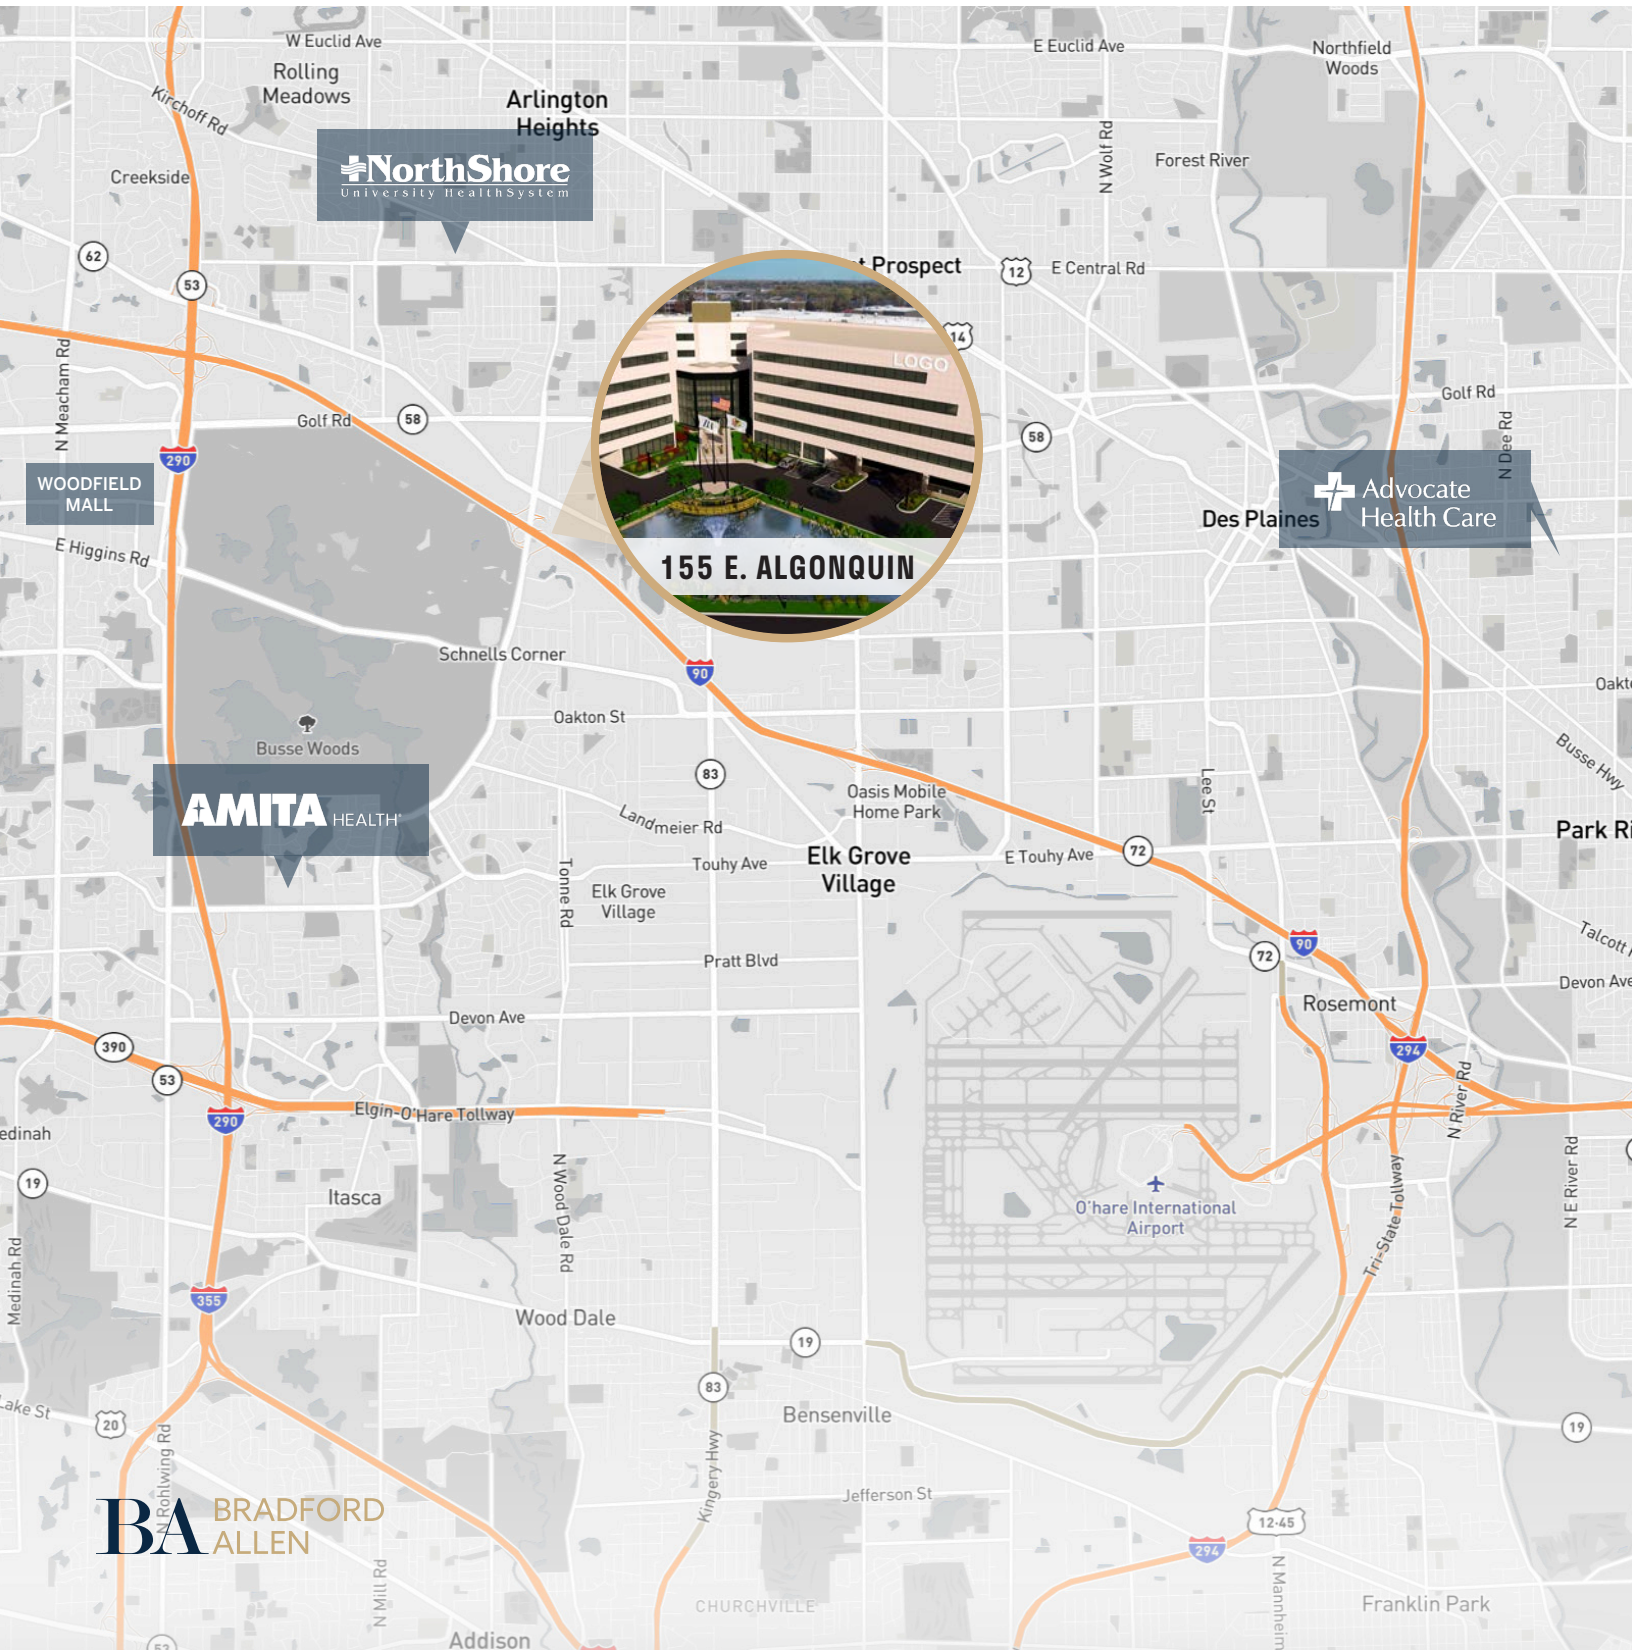 W Euclid Ave
E Euclid Ave
Northfield
Woods
Rolling
Meadows
Kirchoff Rd
Arlington
Heights
N Wolf Rd
Forest River
Creekside
NorthShore
University HealthSystem
62
53
Prospect
12
E Central Rd
14
LOGO
N Meacham Rd
Golf Rd
58
Golf Rd
58
N Dee Rd
290
WOODFIELD
MALL
Advocate
Health Care
Des Plaines
E Higgins Rd
155 E. ALGONQUIN
Schnells Corner
90
Oakton St
Busse Woods
Busse Hwy
83
AMITA HEALTH
Landmeier Rd
Oasis Mobile
Home Park
Lee St
Park Ri
Touhy Ave
Elk Grove
Village
E Touhy Ave
72
Tonne Rd
Elk Grove
Village
90
72
Talcott
Pratt Blvd
Devon Ave
Rosemont
Devon Ave
390
294
53
N River Rd
290
Elgin-O'Hare Tollway
edinah
19
Itasca
N Wood Dale Rd
O'hare International
Airport
Tri-State Tollway
N E River Rd
Medinah Rd
355
Wood Dale
19
83
Lake St
20
Bensenville
19
N Rohlwing Rd
Kingery Hwy
Jefferson St
BA BRADFORD
ALLEN
12-45
294
N Mill Rd
N Mannheim
CHURCHVILLE
Franklin Park
Addison